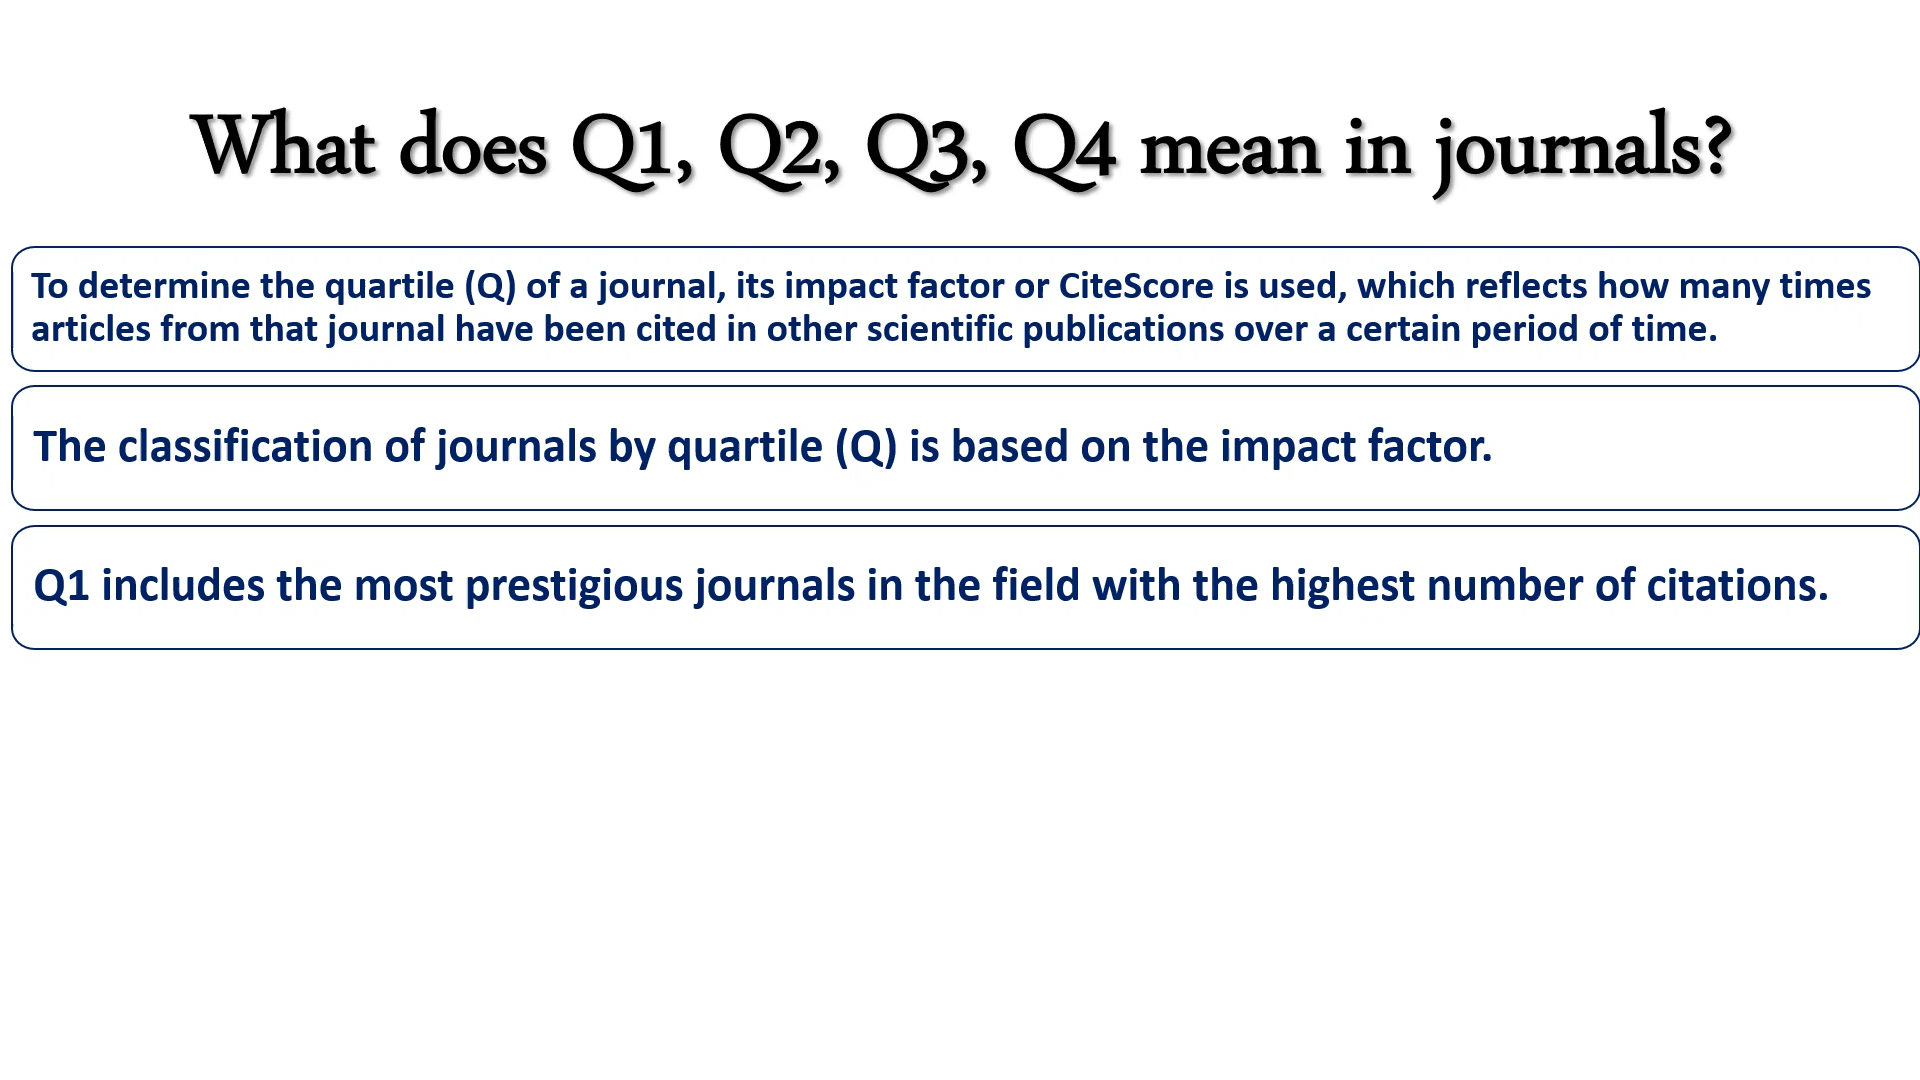 What does Q1, Q2, Q3, Q4 mean in journals?
To determine the quartile (Q) of a journal, its impact factor or CiteScore is used, which reflects how many times
articles from that journal have been cited in other scientific publications over a certain period of time.
The classification of journals by quartile (Q) is based on the impact factor.
Q1 includes the most prestigious journals in the field with the highest number of citations.